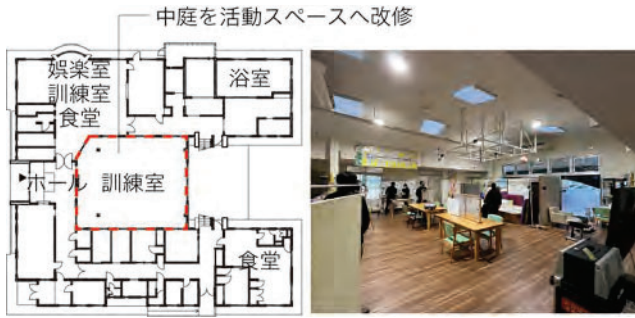 中庭を活動スペースへ改修
娯楽室
訓練室
食堂
浴室
ホール
訓練室
食堂